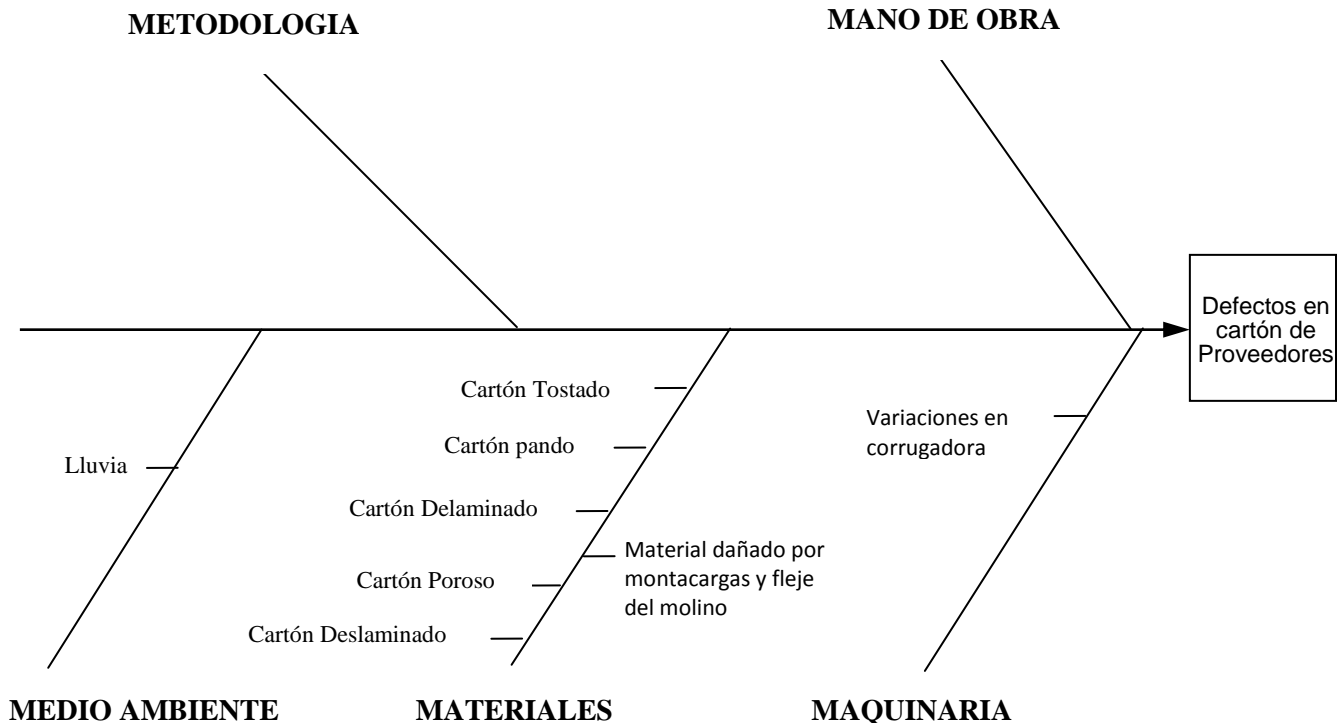 METODOLOGIA
MANO DE OBRA
Defectos en
cartón de
Proveedores
Cartón Tostado
Variaciones en
corrugadora
Cartón pando
Lluvia
Cartón Delaminado
Material dañado por
montacargas y fleje
del molino
Cartón Poroso
Cartón Deslaminado
MEDIO AMBIENTE
MATERIALES
MAQUINARIA